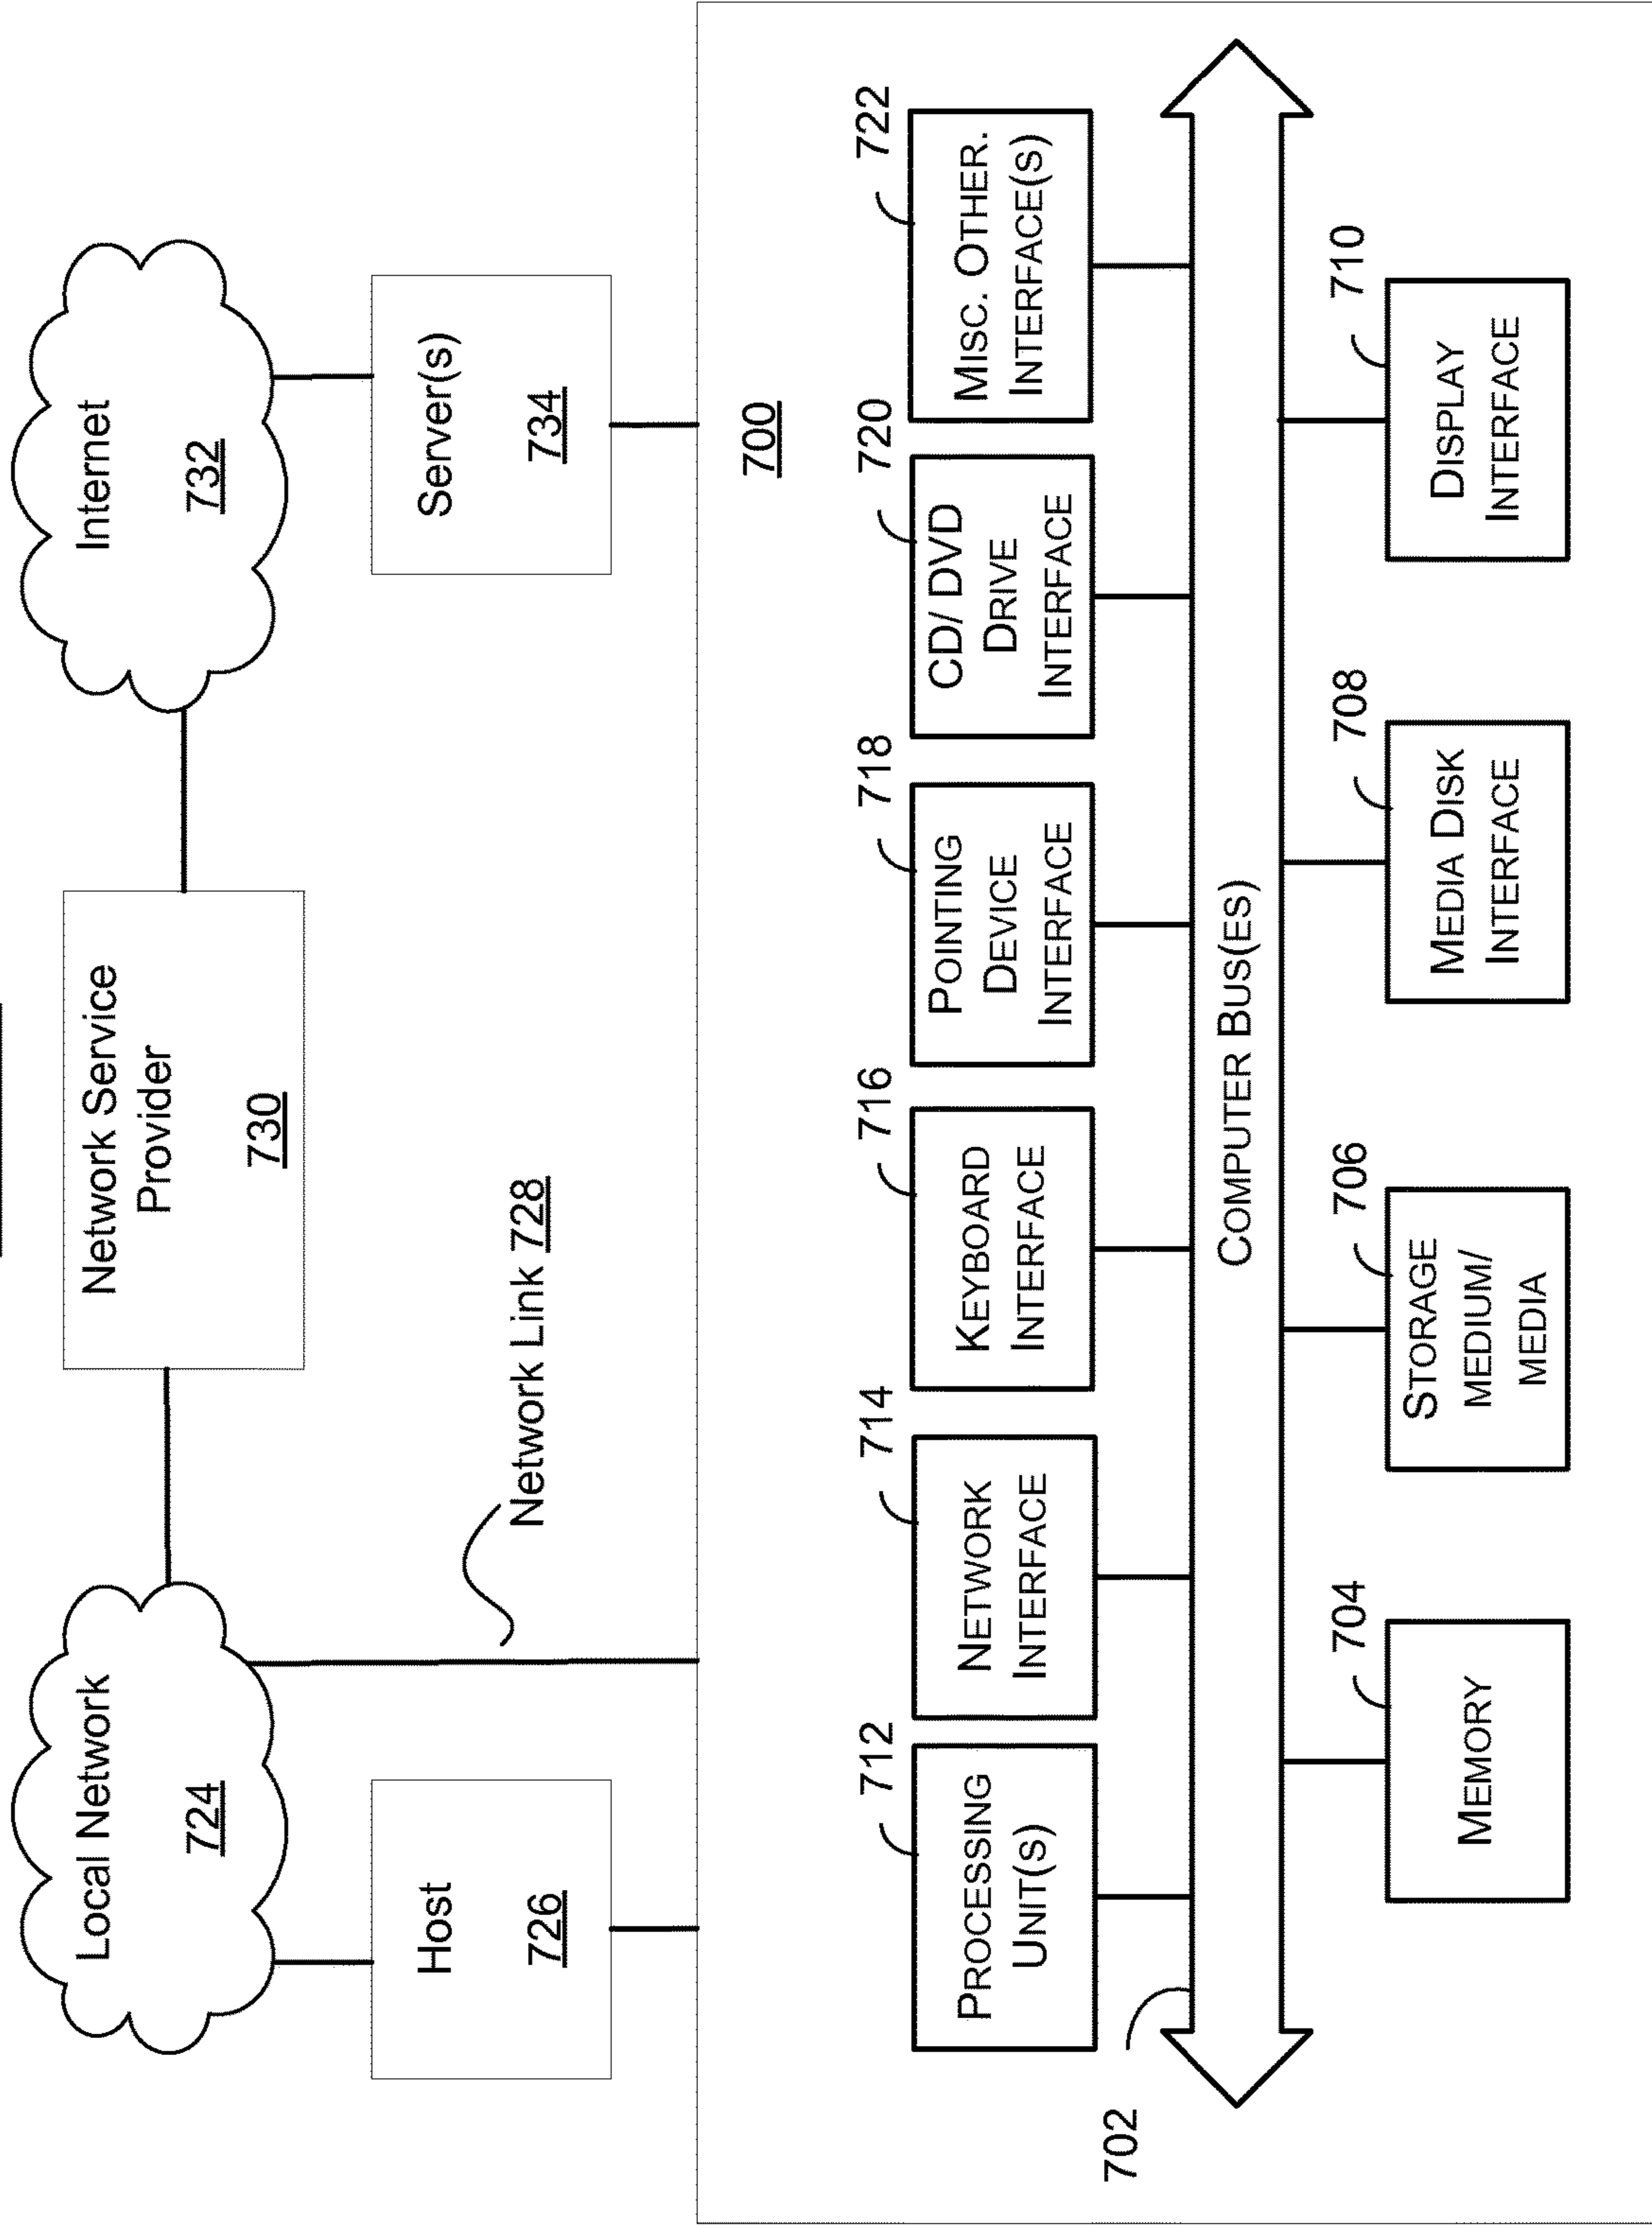 Local Network
724
Network Service
Provider
730
Internet
732
Host
726
Network Link 728
Server(s)
734
700
712
PROCESSING
UNIT(S)
714
NETWORK
INTERFACE
716
KEYBOARD
INTERFACE
718
POINTING
DEVICE
INTERFACE
720
CD/ DVD
DRIVE
INTERFACE
722
MISC. OTHER.
INTERFACE(S)
702
COMPUTER BUS(ES)
704
MEMORY
706
STORAGE
MEDIUM/
MEDIA
708
MEDIA DISK
INTERFACE
710
DISPLAY
INTERFACE